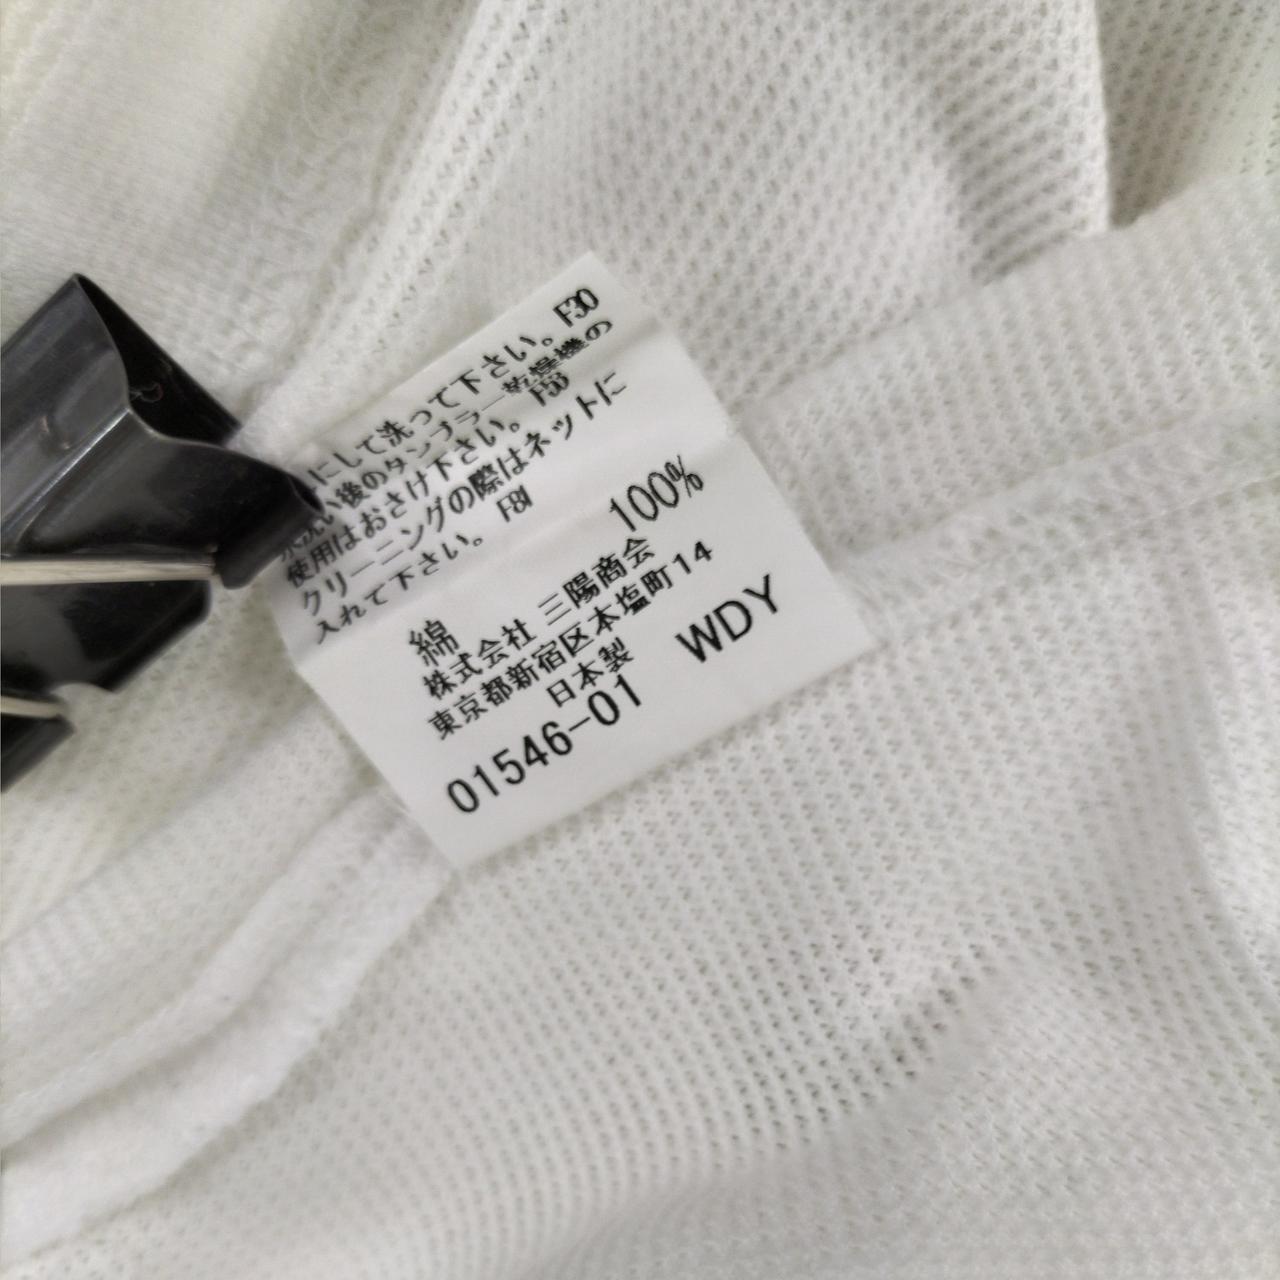 にして洗って下さい。F30
い後のタンブラー乾燥機の
使用はおさけ下さい。 F53
クリーニングの際はネットに
入れて下さい。 F81
綿 100%
株式会社 三陽商会
東京都新宿区本塩町14
日本製 WDY
01546-01